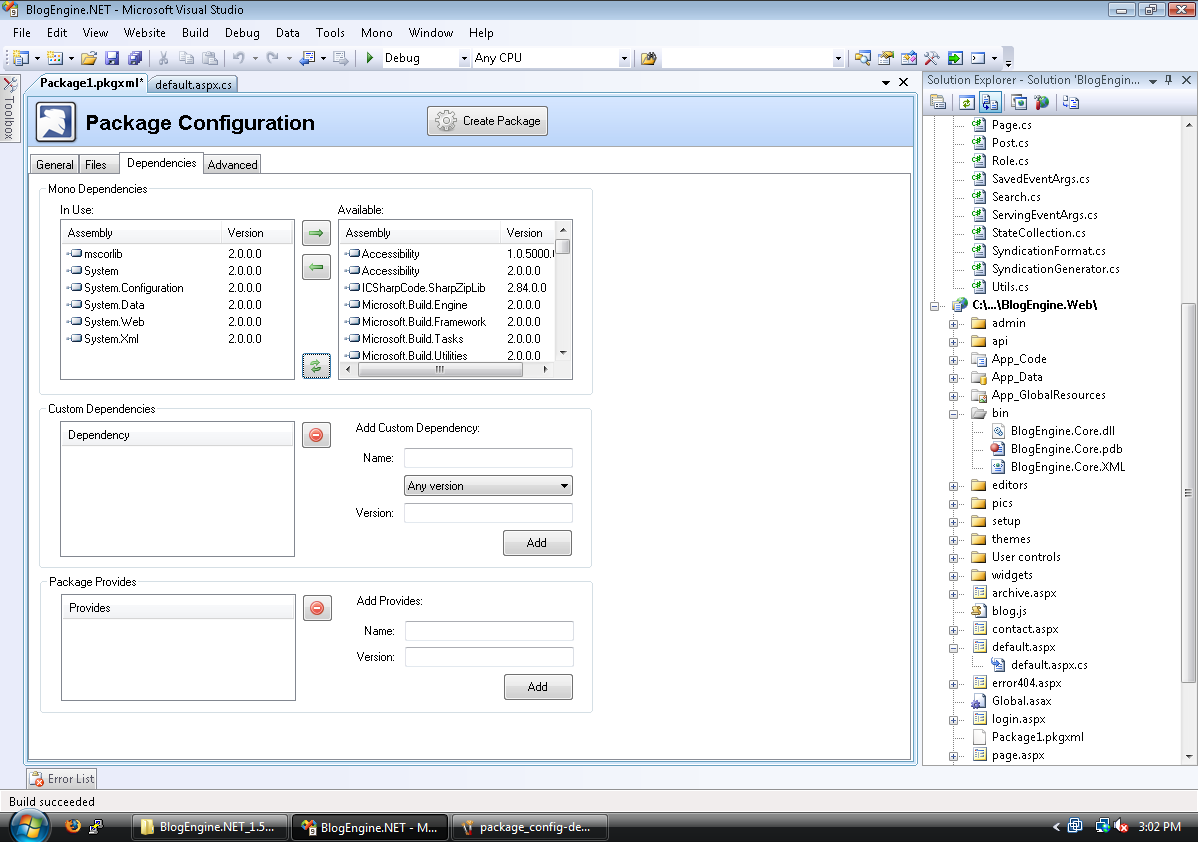 BlogEngine.NET - Microsoft Visual Studio
File Edit View Website Build Debug Data Tools Mono Window Help
Debug Any CPU
Toolbox
Package1.pkgxml* default.aspx.cs
Package Configuration
Create Package
General Files Dependencies Advanced
Mono Dependencies
In Use:
Assembly Version
mscorlib 2.0.0.0
System 2.0.0.0
System.Configuration 2.0.0.0
System.Data 2.0.0.0
System.Web 2.0.0.0
System.Xml 2.0.0.0
Available:
Assembly Version
Accessibility 1.0.5000.
Accessibility 2.0.0.0
ICSharpCode.SharpZipLib 2.84.0.0
Microsoft.Build.Engine 2.0.0.0
Microsoft.Build.Framework 2.0.0.0
Microsoft.Build.Tasks 2.0.0.0
Microsoft.Build.Utilities 2.0.0.0
Custom Dependencies
Dependency
Add Custom Dependency:
Name:
Any version
Version:
Add
Package Provides
Provides
Add Provides:
Name:
Version:
Add
Solution Explorer - Solution 'BlogEngin...
Page.cs
Post.cs
Role.cs
SavedEventArgs.cs
Search.cs
ServingEventArgs.cs
StateCollection.cs
SyndicationFormat.cs
SyndicationGenerator.cs
Utils.cs
C:\...\BlogEngine.Web\
admin
api
App_Code
App_Data
App_GlobalResources
bin
BlogEngine.Core.dll
BlogEngine.Core.pdb
BlogEngine.Core.XML
editors
pics
setup
themes
User controls
widgets
archive.aspx
blog.js
contact.aspx
default.aspx
default.aspx.cs
error404.aspx
Global.asax
login.aspx
Package1.pkgxml
page.aspx
Error List
Build succeeded
BlogEngine.NET_1.5...
BlogEngine.NET - M...
package_config-de...
3:02 PM